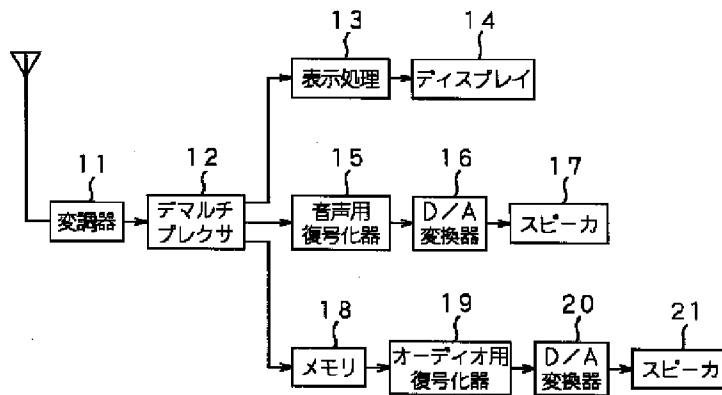 13
14
表示処理
ディスプレイ
11
12
15
16
17
変調器
デマルチ
プレクサ
音声用
復号化器
D/A
変換器
スピーカ
18
19
20
21
メモリ
オーディオ用
復号化器
D/A
変換器
スピーカ